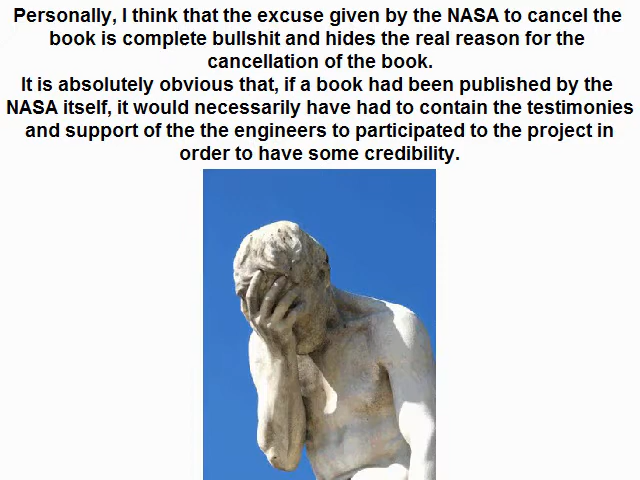 Personally, I think that the excuse given by the NASA to cancel the
book is complete bullshit and hides the real reason for the
cancellation of the book.
It is absolutely obvious that, if a book had been published by the
NASA itself, it would necessarily have had to contain the testimonies
and support of the the engineers to participated to the project in
order to have some credibility.